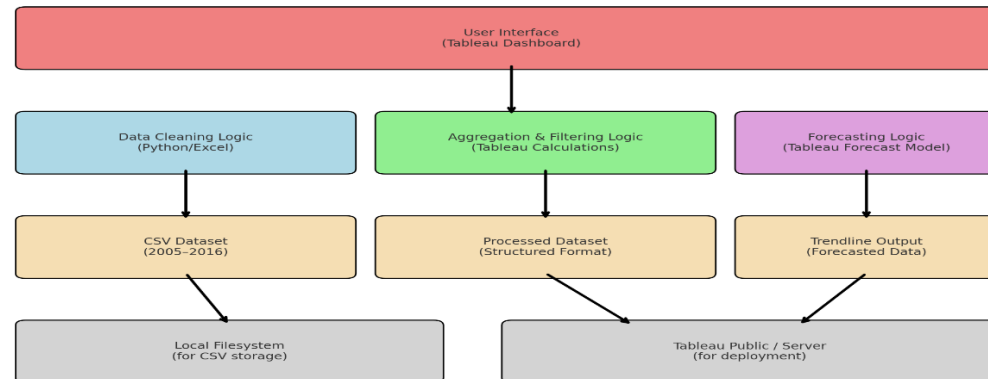 User Interface
(Tableau Dashboard)
Data Cleaning Logic
(Python/Excel)
Aggregation & Filtering Logic
(Tableau Calculations)
Forecasting Logic
(Tableau Forecast Model)
CSV Dataset
(2005–2016)
Processed Dataset
(Structured Format)
Trendline Output
(Forecasted Data)
Local Filesystem
(for CSV storage)
Tableau Public / Server
(for deployment)